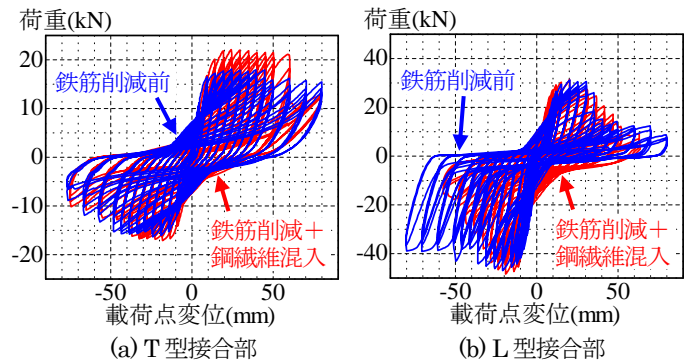 荷重(kN)
20
10
0
-10
-20
鉄筋削減前
鉄筋削減＋
鋼繊維混入
-50
0
50
載荷点変位(mm)
(a) T 型接合部
荷重(kN)
40
20
0
-20
-40
鉄筋削減前
鉄筋削減＋
鋼繊維混入
-50
0
50
載荷点変位(mm)
(b) L 型接合部